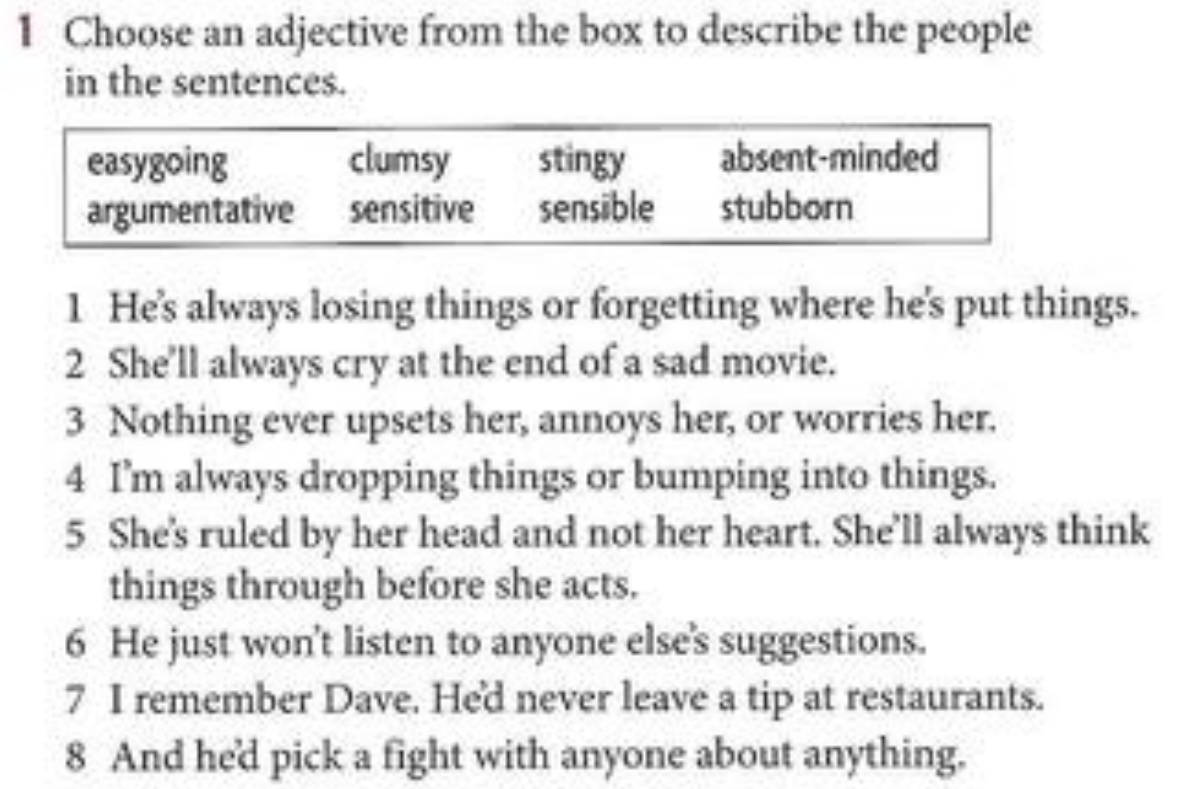 1 Choose an adjective from the box to describe the people
in the sentences.
easygoing clumsy stingy absent-minded
argumentative sensitive sensible stubborn
1 He's always losing things or forgetting where he's put things.
2 She'll always cry at the end of a sad movie.
3 Nothing ever upsets her, annoys her, or worries her.
4 I'm always dropping things or bumping into things.
5 She's ruled by her head and not her heart. She'll always think
things through before she acts.
6 He just won't listen to anyone else's suggestions.
7 I remember Dave. He'd never leave a tip at restaurants.
8 And he'd pick a fight with anyone about anything.